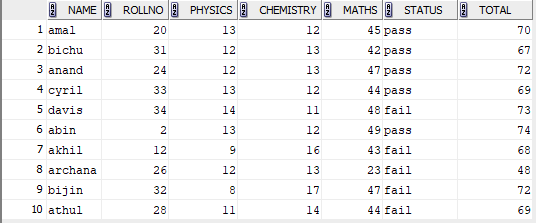 NAME ROLLNO PHYSICS CHEMISTRY MATHS STATUS TOTAL
1 amal 20 13 12 45 pass 70
2 bichu 31 12 13 42 pass 67
3 anand 24 12 13 47 pass 72
4 cyril 33 13 12 44 pass 69
5 davis 34 14 11 48 fail 73
6 abin 2 13 12 49 pass 74
7 akhil 12 9 16 43 fail 68
8 archana 26 12 13 23 fail 48
9 bijin 32 8 17 47 fail 72
10 athul 28 11 14 44 fail 69